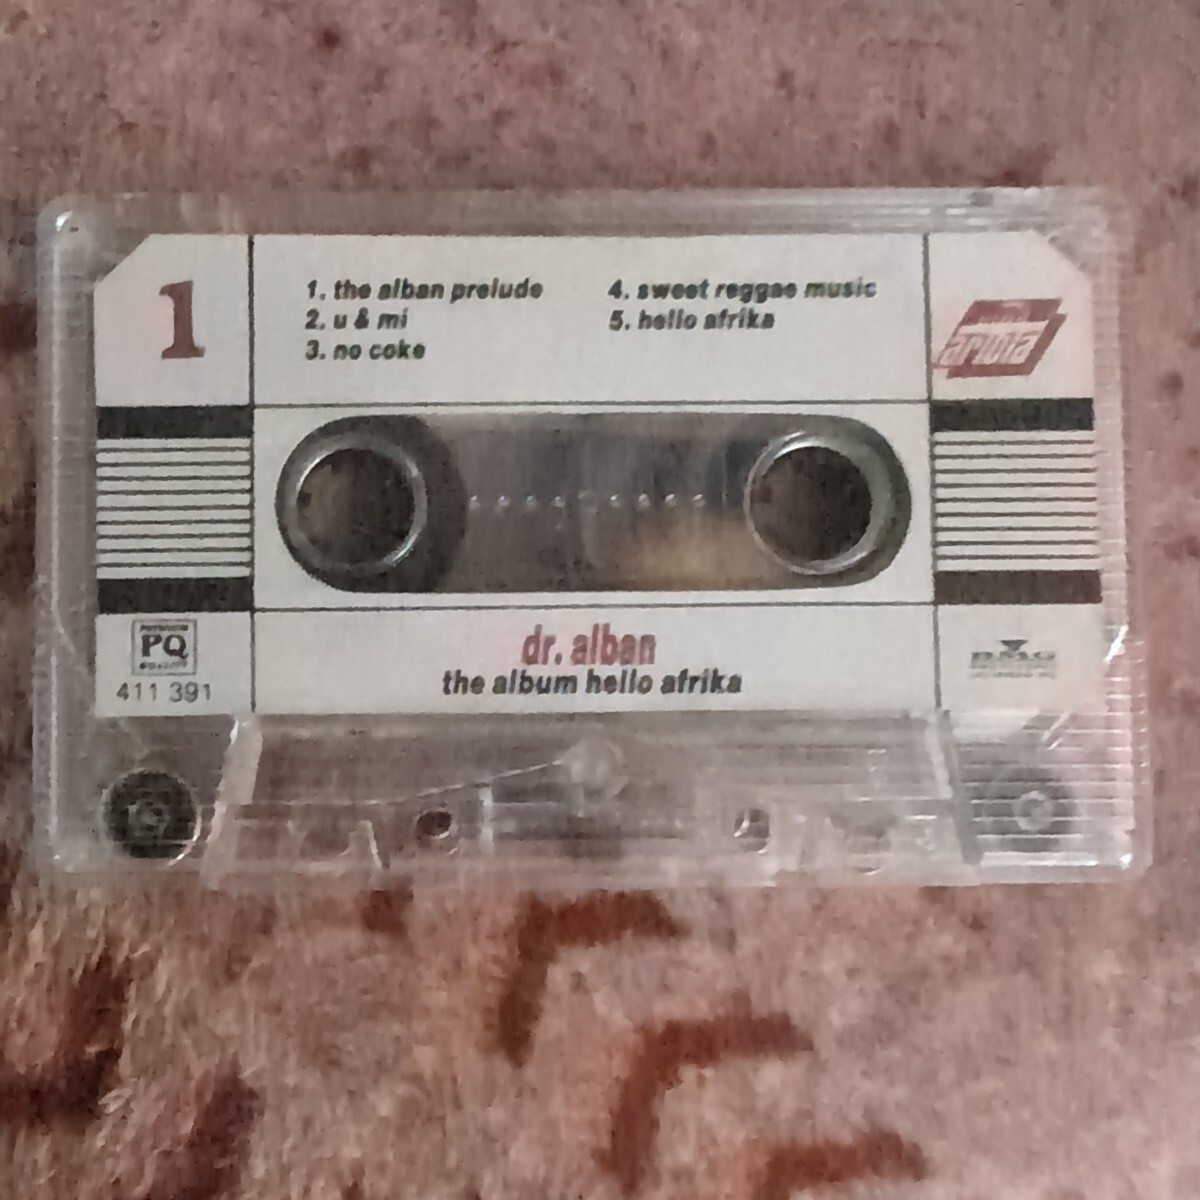 1
1. the alban prelude
2. u & mi
3. no coke
4. sweet reggae music
5. hello afrika
PQ
411 391
dr. alban
the album hello afrika